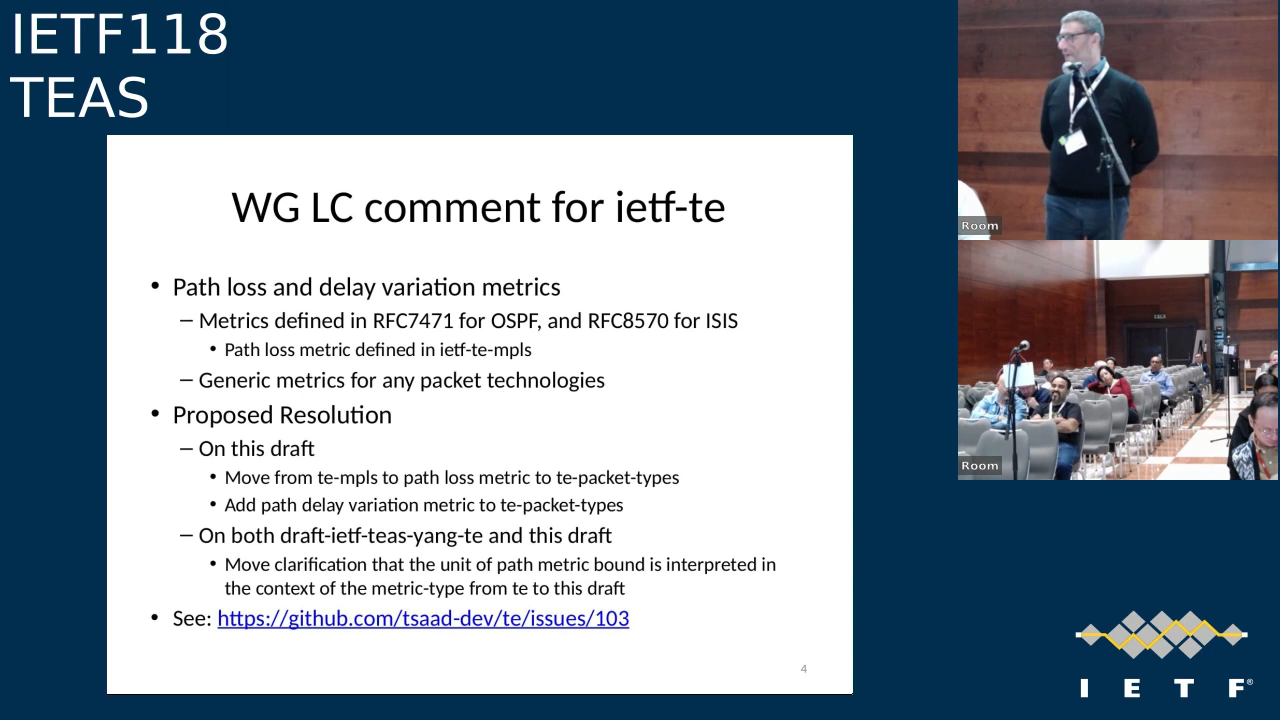 IETF118
TEAS
WG LC comment for ietf-te
• Path loss and delay variation metrics
– Metrics defined in RFC7471 for OSPF, and RFC8570 for ISIS
• Path loss metric defined in ietf-te-mpls
– Generic metrics for any packet technologies
• Proposed Resolution
– On this draft
• Move from te-mpls to path loss metric to te-packet-types
• Add path delay variation metric to te-packet-types
– On both draft-ietf-teas-yang-te and this draft
• Move clarification that the unit of path metric bound is interpreted in
the context of the metric-type from te to this draft
• See: https://github.com/tsaad-dev/te/issues/103
4
Room
Room
I E T F®